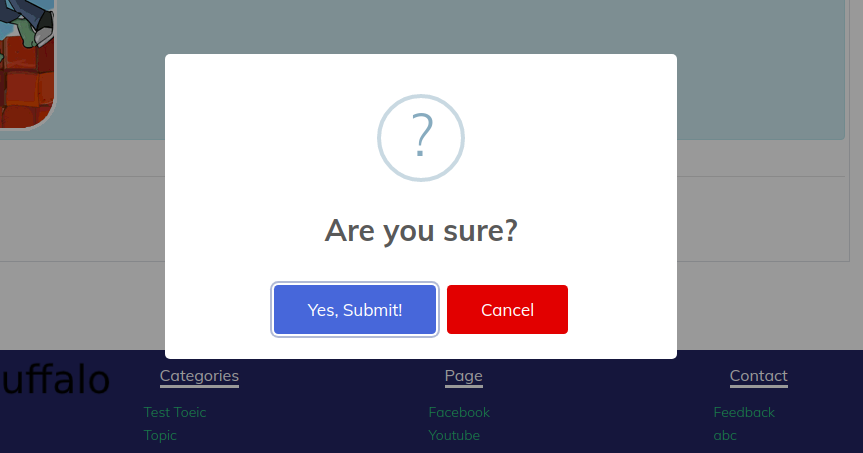 ?
Are you sure?
Yes, Submit! Cancel
uffalo
Categories Page Contact
Test Toeic Facebook Feedback
Topic Youtube abc